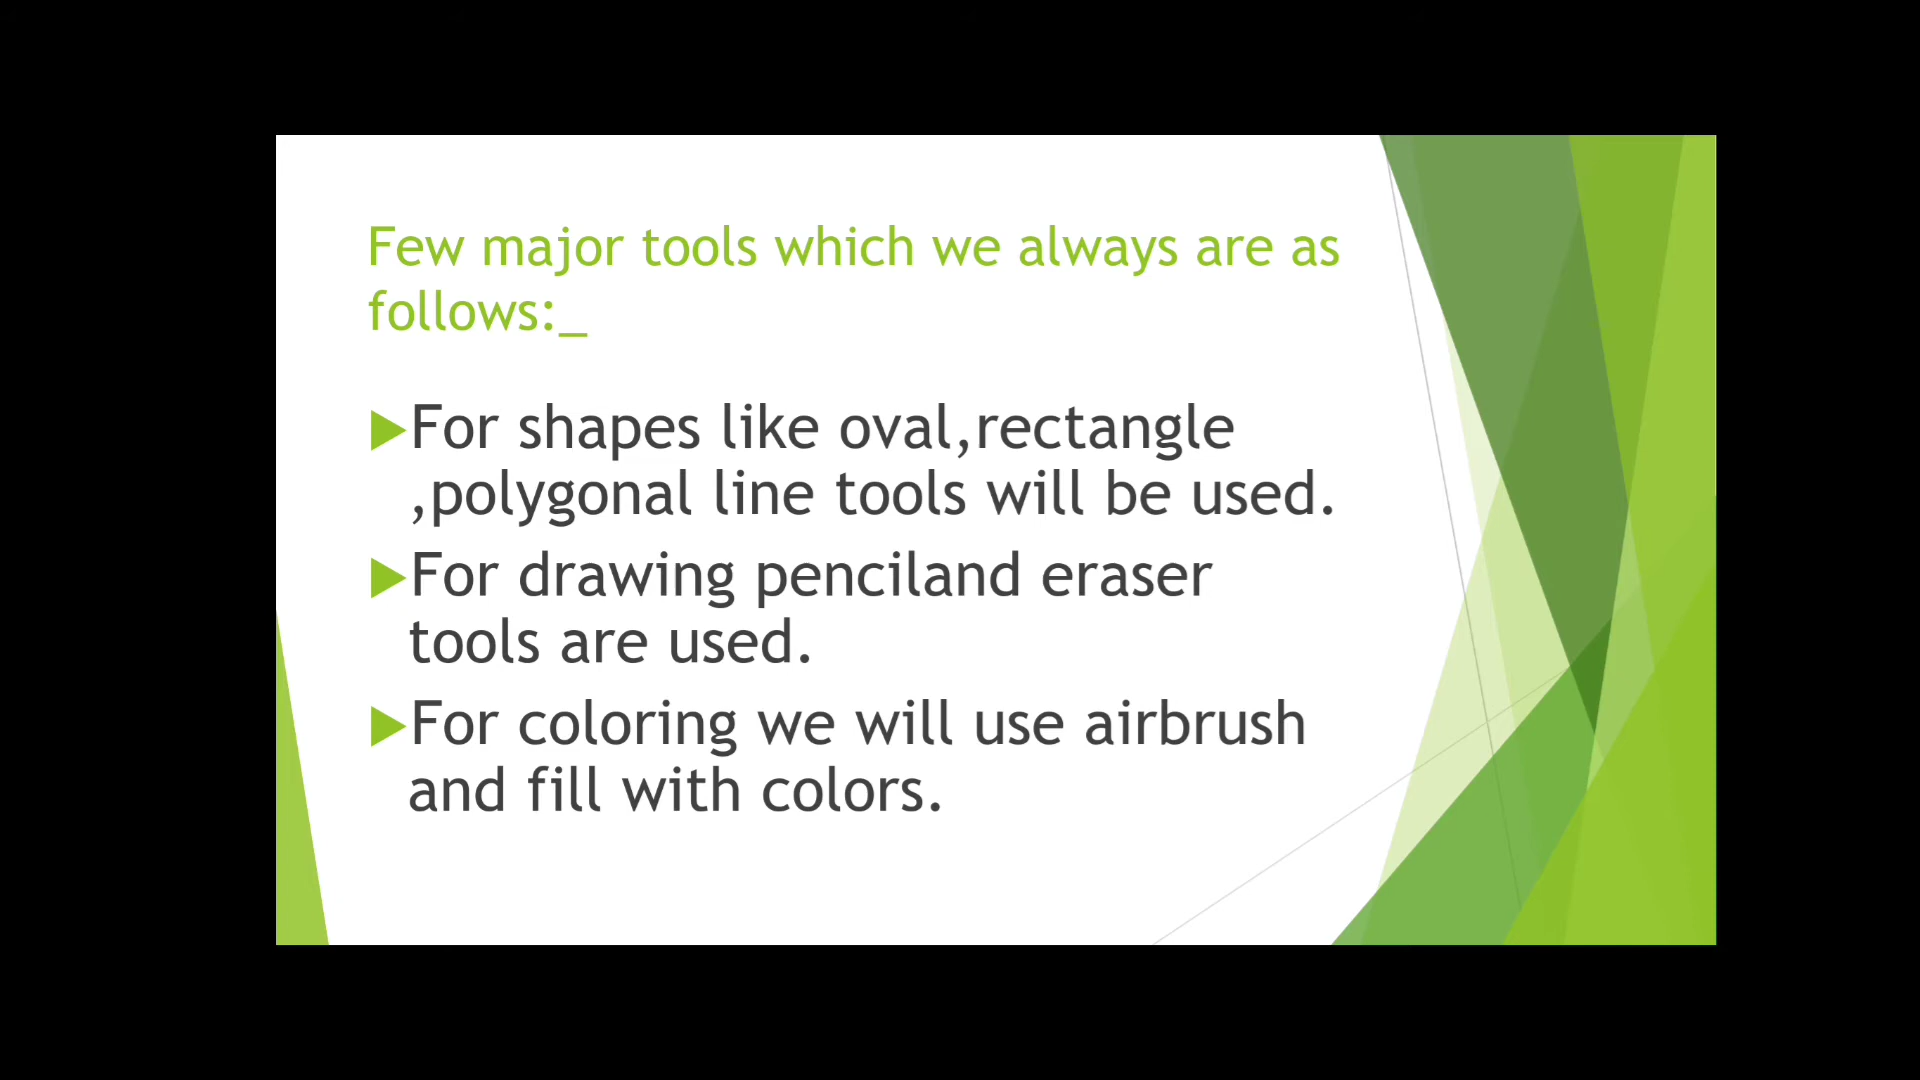 Few major tools which we always are as
follows:_
For shapes like oval,rectangle
,polygonal line tools will be used.
For drawing penciland eraser
tools are used.
For coloring we will use airbrush
and fill with colors.